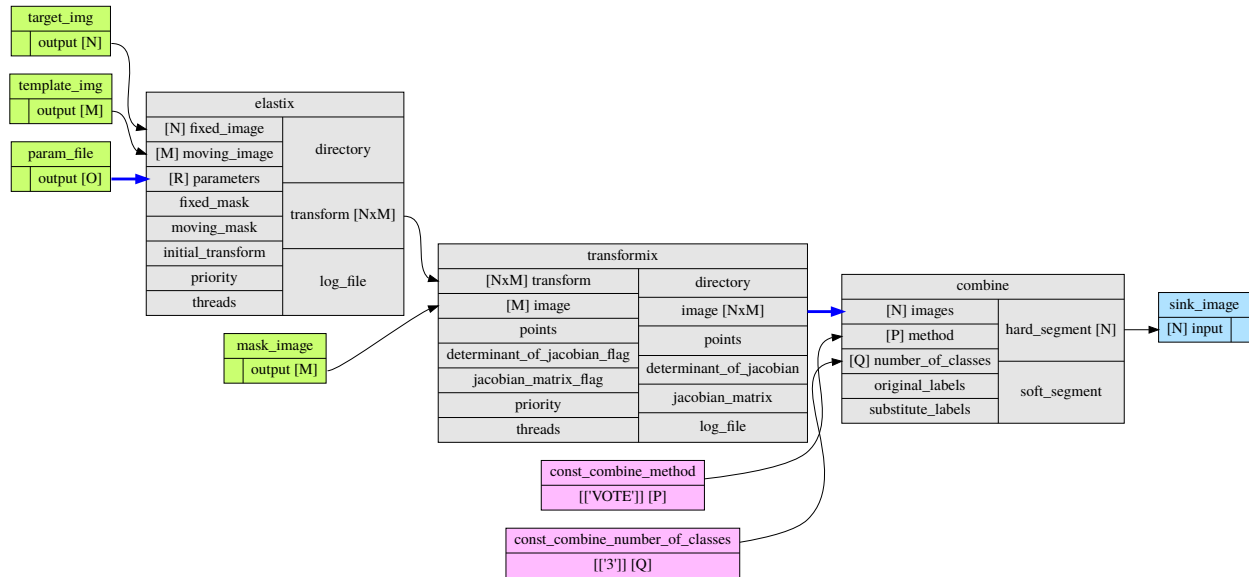 target_img
output [N]
template_img
output [M]
param_file
output [O]
elastix
[N] fixed_image
[M] moving_image
[R] parameters
fixed_mask
moving_mask
initial_transform
priority
threads
directory
transform [NxM]
log_file
mask_image
output [M]
transformix
[NxM] transform
[M] image
points
determinant_of_jacobian_flag
jacobian_matrix_flag
priority
threads
directory
image [NxM]
points
determinant_of_jacobian
jacobian_matrix
log_file
const_combine_method
[['VOTE']] [P]
const_combine_number_of_classes
[['3']] [Q]
combine
[N] images
[P] method
[Q] number_of_classes
original_labels
substitute_labels
hard_segment [N]
soft_segment
sink_image
[N] input